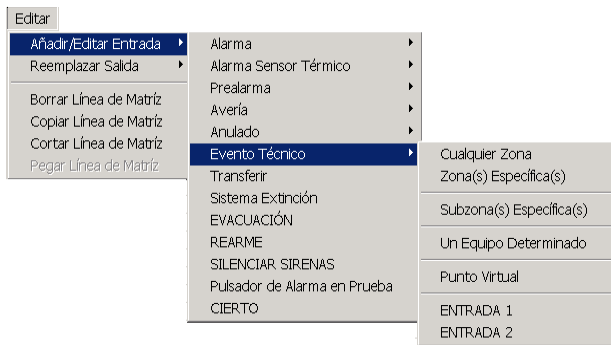 Editar
Añadir/Editar Entrada
Reemplazar Salida
Borrar Línea de Matríz
Copiar Línea de Matríz
Cortar Línea de Matríz
Pegar Línea de Matríz
Alarma
Alarma Sensor Térmico
Prealarma
Avería
Anulado
Evento Técnico
Transferir
Sistema Extinción
EVACUACIÓN
REARME
SILENCIAR SIRENAS
Pulsador de Alarma en Prueba
CIERTO
Cualquier Zona
Zona(s) Específica(s)
Subzona(s) Específica(s)
Un Equipo Determinado
Punto Virtual
ENTRADA 1
ENTRADA 2